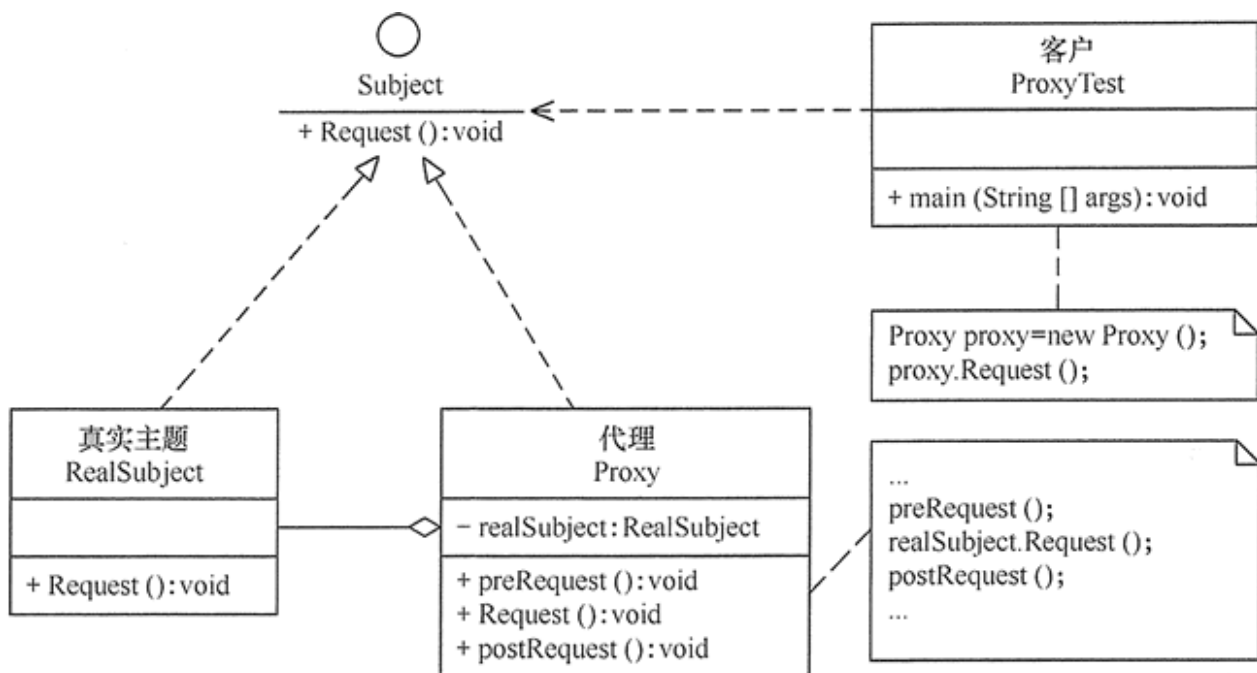 Subject
+ Request ( ) : void
客户
ProxyTest
+ main (String [] args) : void
Proxy proxy=new Proxy ( );
proxy.Request ( );
真实主题
RealSubject
+ Request ( ) : void
代理
Proxy
− realSubject : RealSubject
+ preRequest ( ) : void
+ Request ( ) : void
+ postRequest ( ) : void
...
preRequest ( );
realSubject.Request ( );
postRequest ( );
...